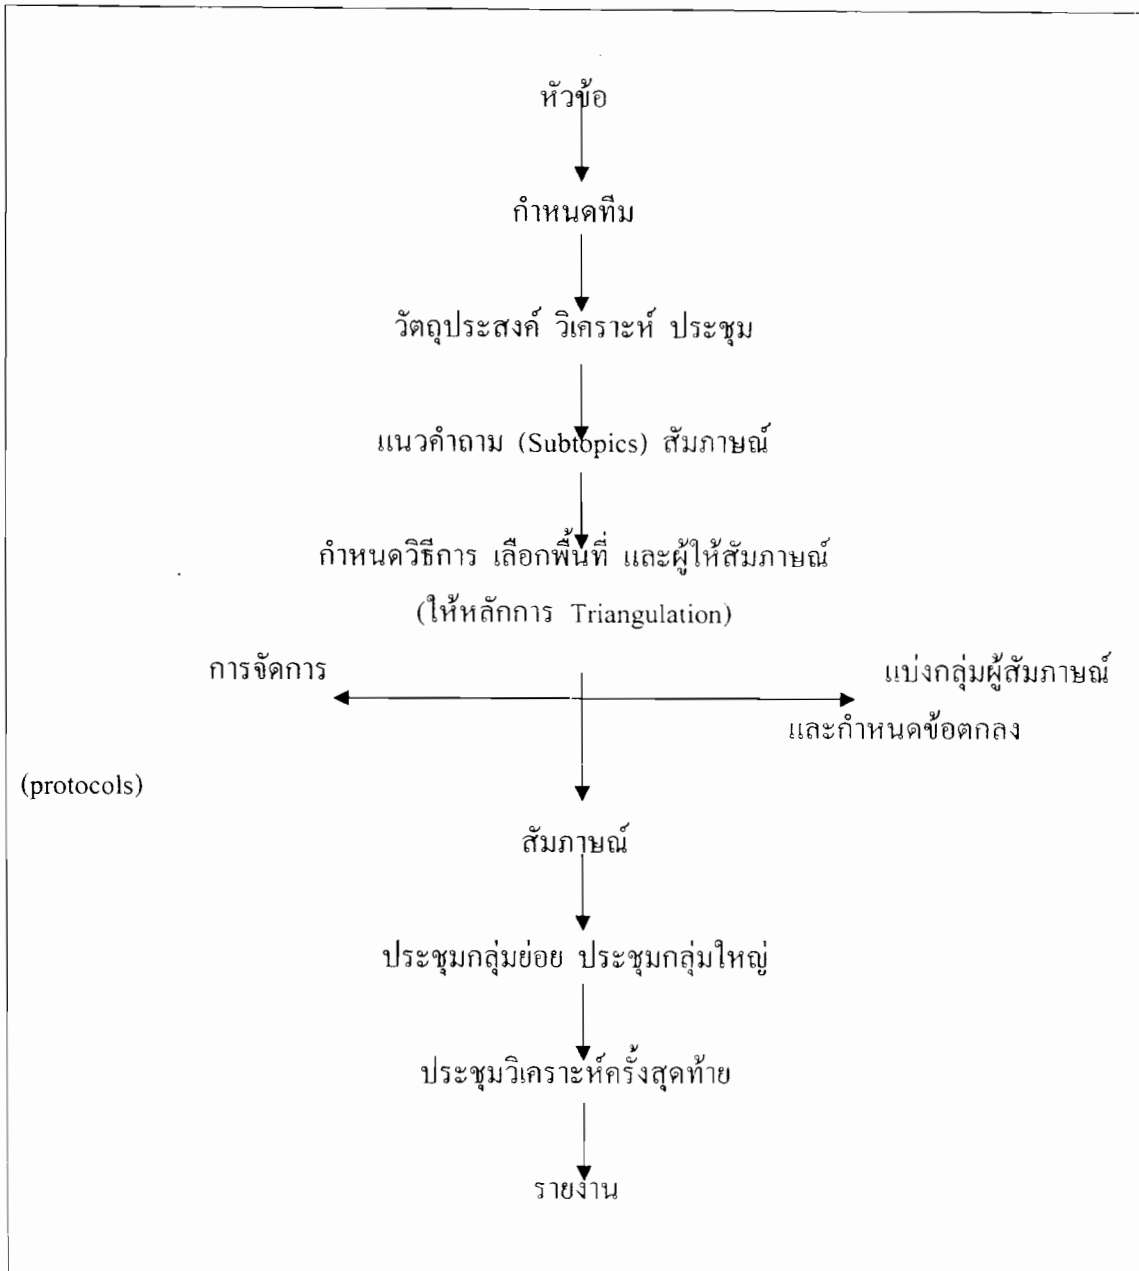 หัวข้อ
กำหนดทีม
วัตถุประสงค์ วิเคราะห์ ประชุม
แนวคำถาม (Subtopics) สัมภาษณ์
กำหนดวิธีการ เลือกพื้นที่ และผู้ให้สัมภาษณ์
(ให้หลักการ Triangulation)
การจัดการ แบ่งกลุ่มผู้สัมภาษณ์
และกำหนดข้อตกลง
(protocols)
สัมภาษณ์
ประชุมกลุ่มย่อย ประชุมกลุ่มใหญ่
ประชุมวิเคราะห์ครั้งสุดท้าย
รายงาน